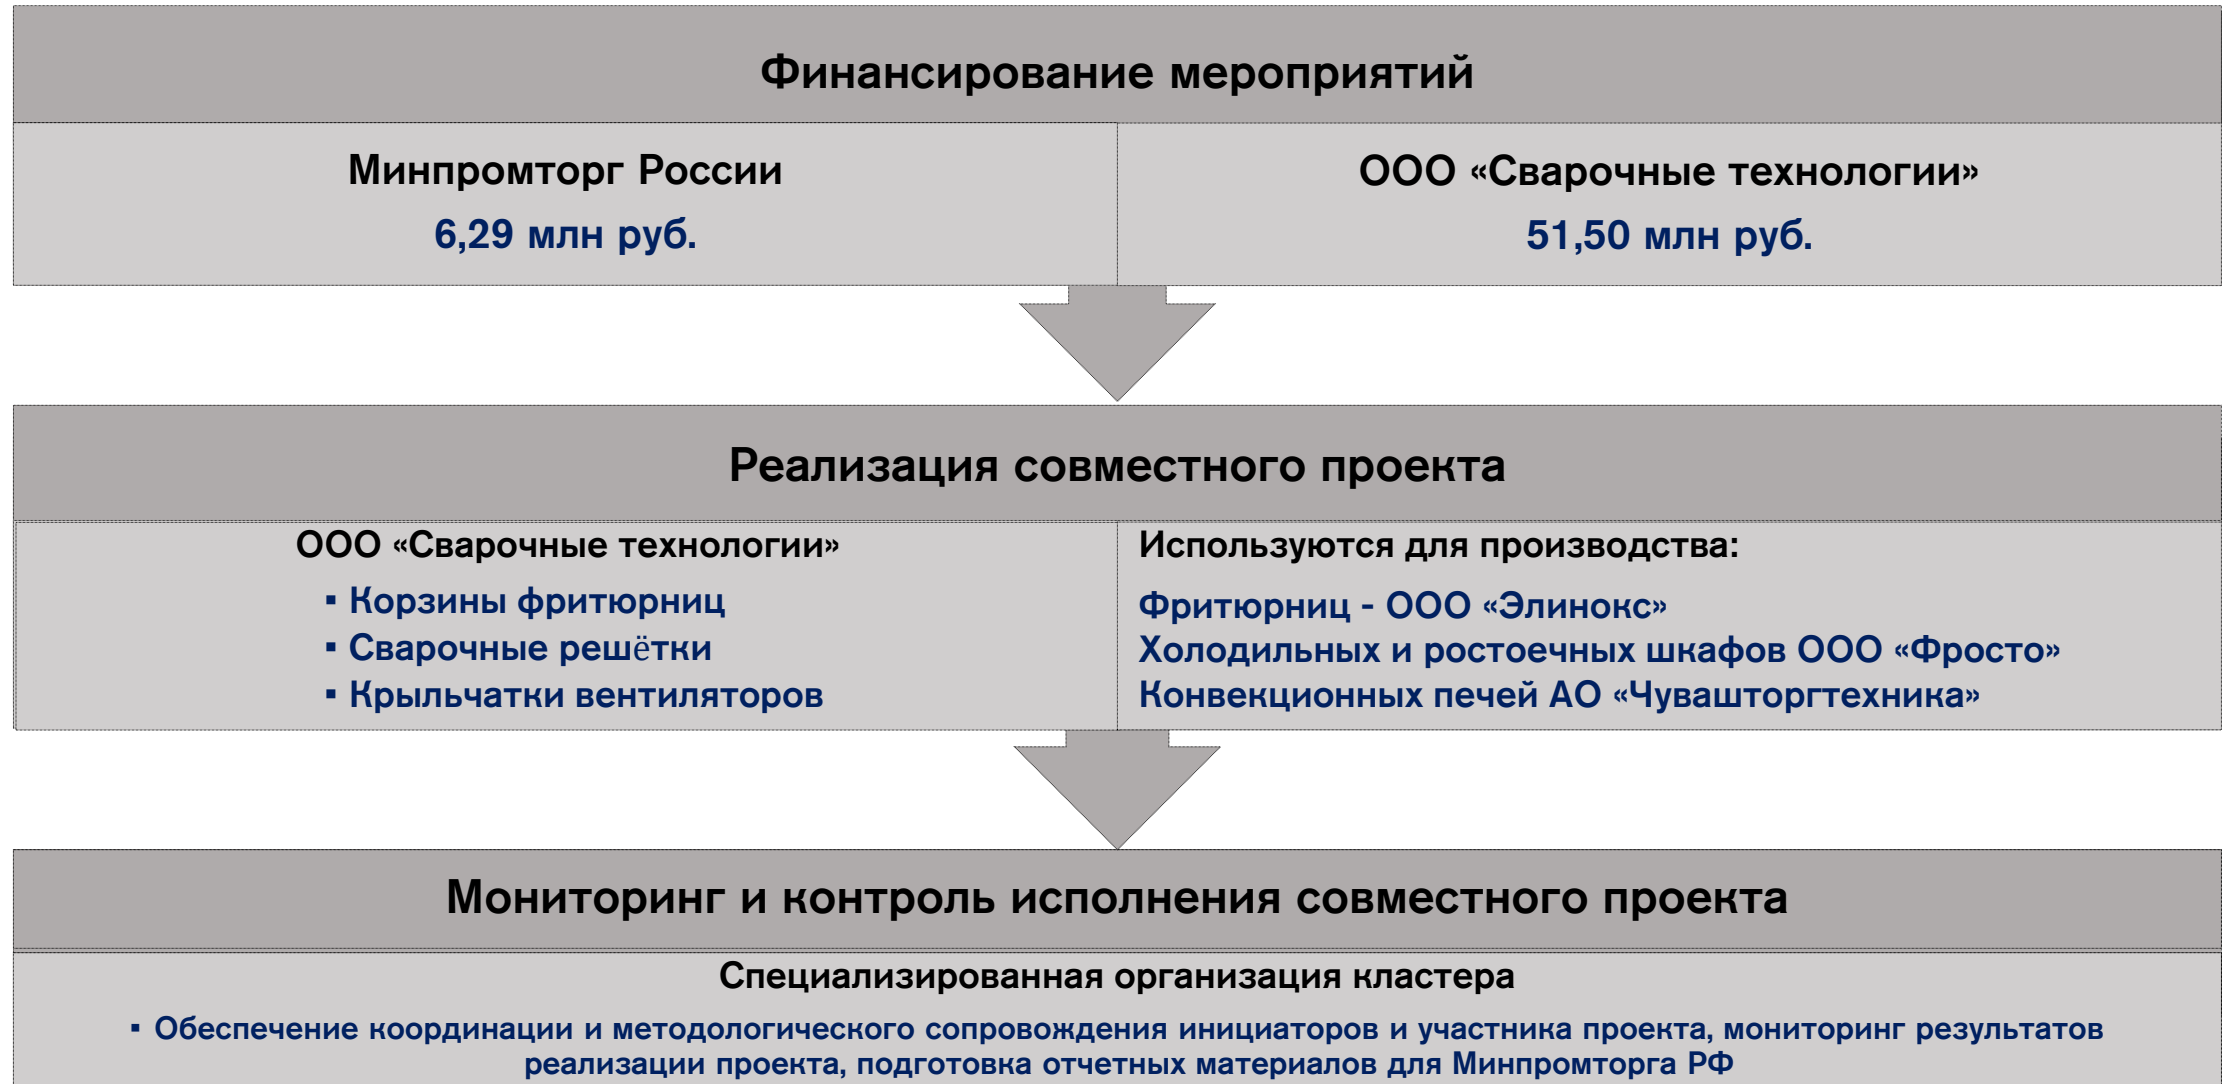 Финансирование мероприятий
Минпромторг России
6,29 млн руб.
ООО «Сварочные технологии»
51,50 млн руб.
Реализация совместного проекта
ООО «Сварочные технологии»
▪ Корзины фритюрниц
▪ Сварочные решётки
▪ Крыльчатки вентиляторов
Используются для производства:
Фритюрниц - ООО «Элинокс»
Холодильных и ростоечных шкафов ООО «Фросто»
Конвекционных печей АО «Чувашторгтехника»
Мониторинг и контроль исполнения совместного проекта
Специализированная организация кластера
▪ Обеспечение координации и методологического сопровождения инициаторов и участника проекта, мониторинг результатов
реализации проекта, подготовка отчетных материалов для Минпромторга РФ